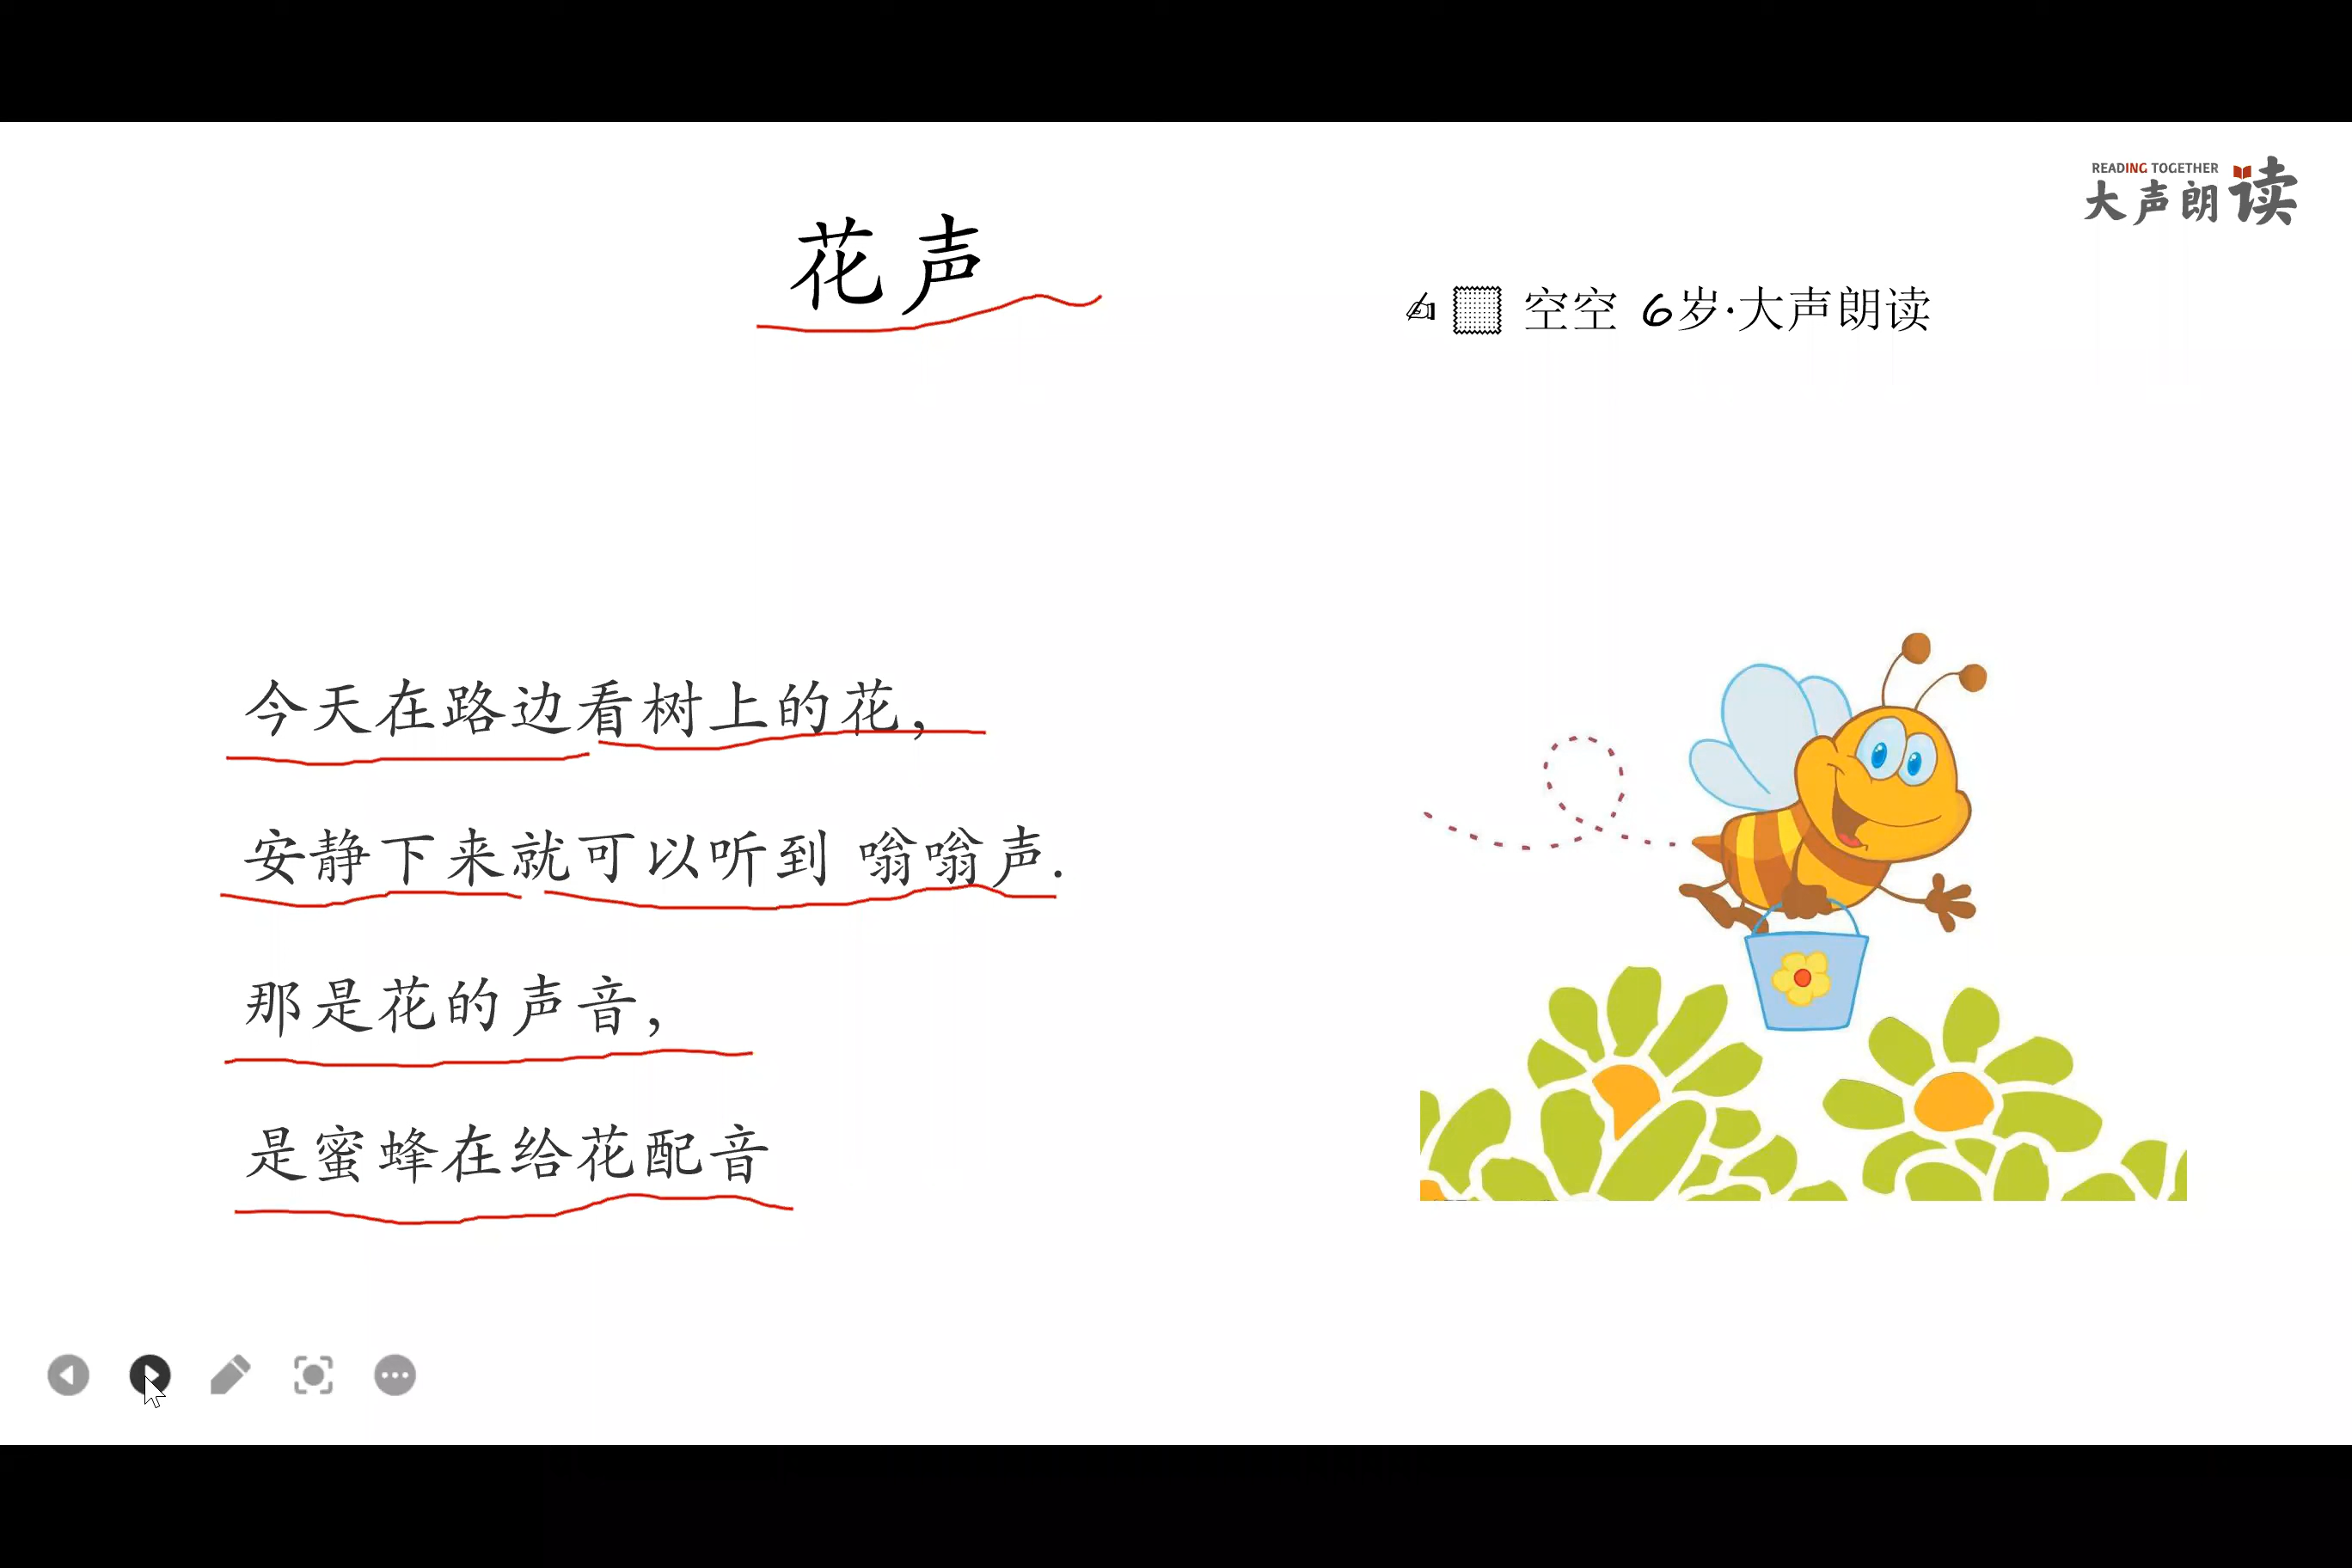 READING TOGETHER
大声朗读
花声
空空 6岁·大声朗读
今天在路边看树上的花，
安静下来就可以听到 嗡嗡声.
那是花的声音，
是蜜蜂在给花配音